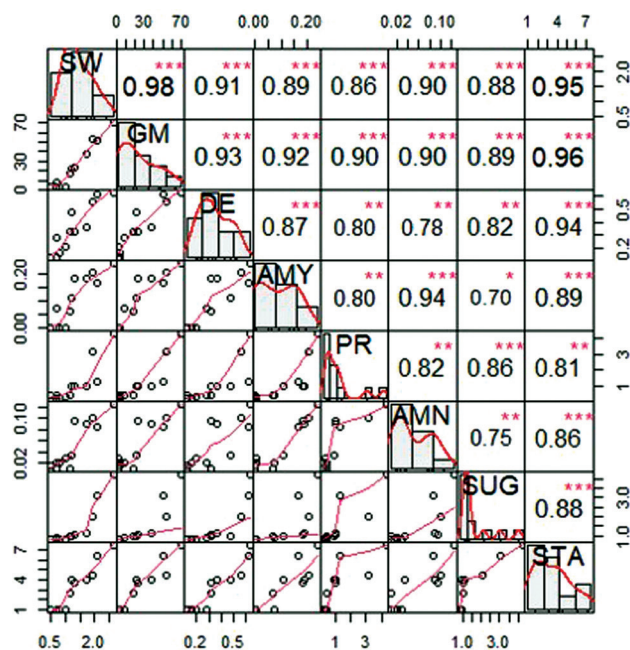 0 30 70 0.00 0.20 0.02 0.10 1 4 7
SW *** *** *** *** *** *** ***
0.98 0.91 0.89 0.86 0.90 0.88 0.95
0.5 2.0
0 30 70
GM *** *** *** *** *** ***
0.93 0.92 0.90 0.90 0.89 0.96
DE *** ** ** ** ***
0.87 0.80 0.78 0.82 0.94
0.2 0.5
0.00 0.20
AMY ** *** * ***
0.80 0.94 0.70 0.89
PR ** ** **
0.82 0.86 0.81
1 3
0.02 0.10
AMN ** ***
0.75 0.86
SUG ***
0.88
1.0 3.0
1 4 7
STA
0.5 2.0 0.2 0.5 1 3 1.0 3.0